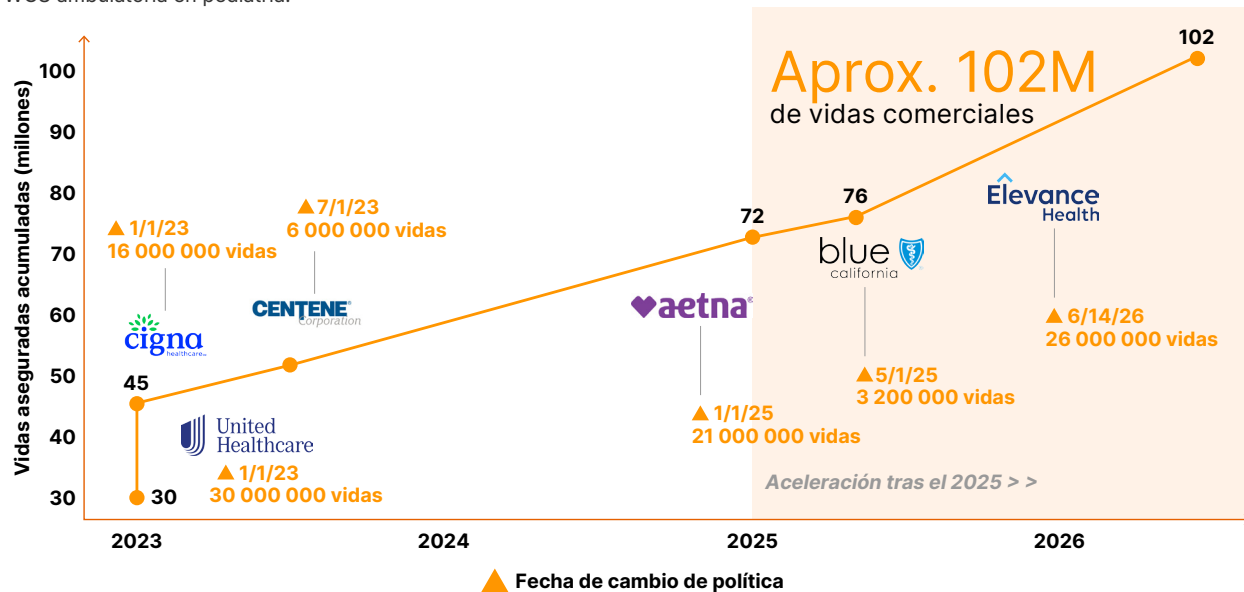 ambulatoria en pediatría.
Vidas aseguradas acumuladas (millones)
100
90
80
70
60
50
40
30
Aprox. 102M
de vidas comerciales
102
76
72
45
30
1/1/23
16 000 000 vidas
cigna
healthcare
7/1/23
6 000 000 vidas
CENTENE®
Corporation
United
Healthcare
1/1/23
30 000 000 vidas
aetna®
1/1/25
21 000 000 vidas
blue
california
5/1/25
3 200 000 vidas
Elevance
Health
6/14/26
26 000 000 vidas
Aceleración tras el 2025 > >
2023
2024
2025
2026
Fecha de cambio de política